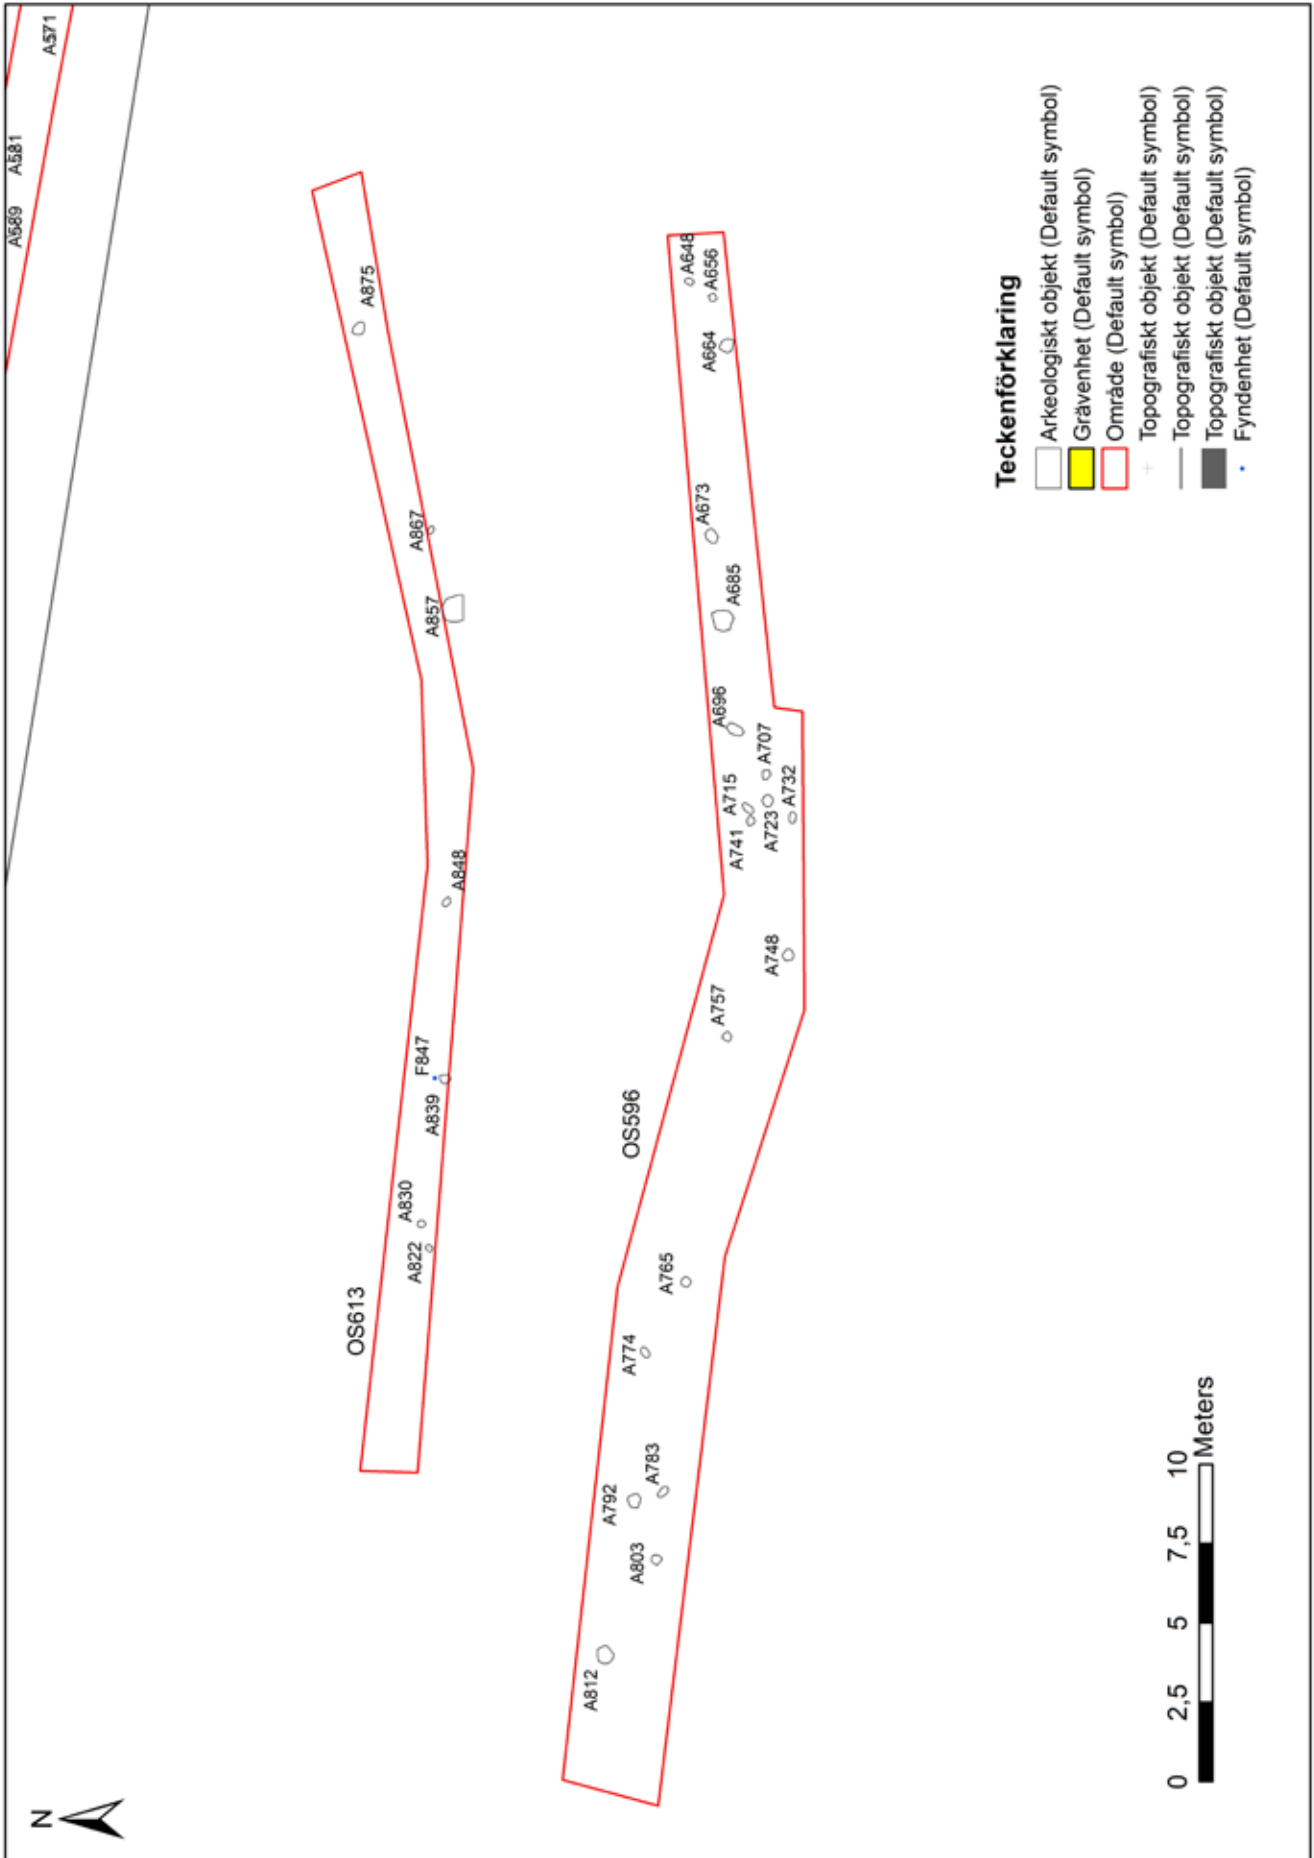 N
A589
A581
A571
OS613
A822
A830
A839
F847
A848
A857
A867
A875
OS596
A812
A803
A792
A783
A774
A765
A757
A748
A741
A715
A723
A732
A707
A696
A685
A673
A664
A656
A648
Teckenförklaring
Arkeologiskt objekt (Default symbol)
Grävenhet (Default symbol)
Område (Default symbol)
Topografiskt objekt (Default symbol)
Topografiskt objekt (Default symbol)
Topografiskt objekt (Default symbol)
Fyndenhet (Default symbol)
0 2,5 5 7,5 10
Meters